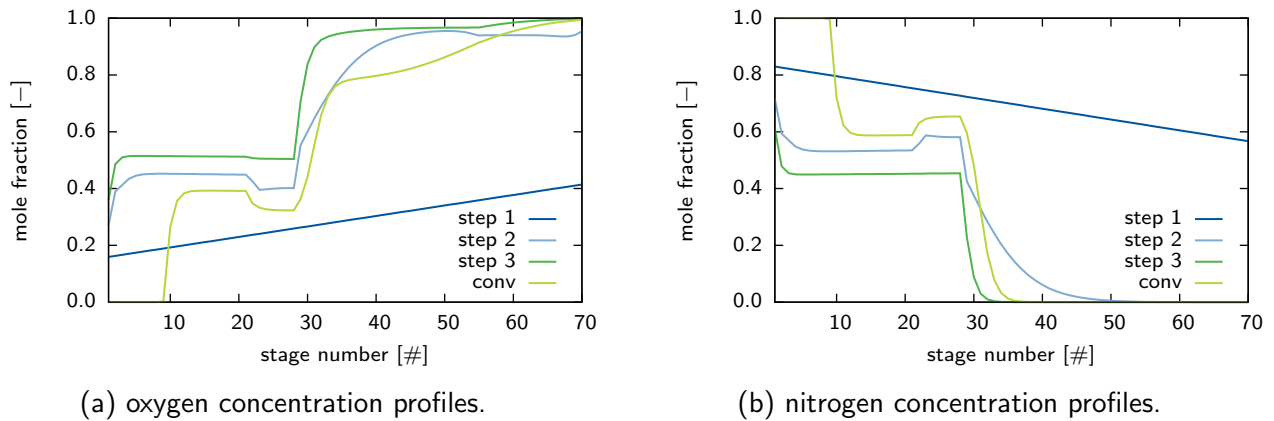 1.0
0.8
0.6
0.4
0.2
0.0
mole fraction [−]
10 20 30 40 50 60 70
stage number [#]
step 1
step 2
step 3
conv
(a) oxygen concentration profiles.
1.0
0.8
0.6
0.4
0.2
0.0
mole fraction [−]
10 20 30 40 50 60 70
stage number [#]
step 1
step 2
step 3
conv
(b) nitrogen concentration profiles.